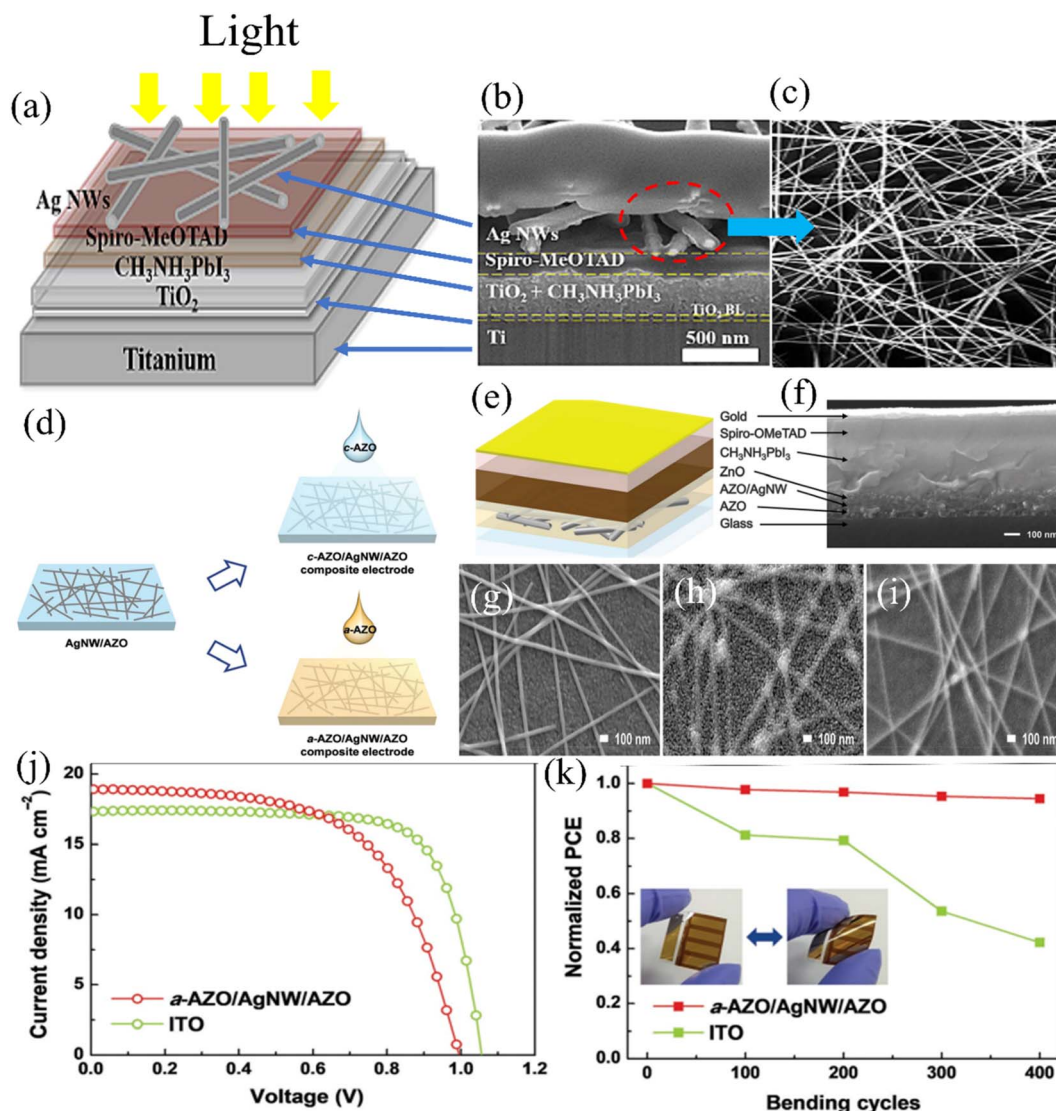 Light
(a)
Ag NWs
Spiro-MeOTAD
CH₃NH₃PbI₃
TiO₂
Titanium
(b)
Ag NWs
Spiro-MeOTAD
TiO₂ + CH₃NH₃PbI₃
TiO₂ BL
Ti
500 nm
(c)
(d)
AgNW/AZO
c-AZO
c-AZO/AgNW/AZO
composite electrode
a-AZO
a-AZO/AgNW/AZO
composite electrode
(e)
Gold
Spiro-OMeTAD
CH₃NH₃PbI₃
ZnO
AZO/AgNW
AZO
Glass
(f)
100 nm
(g)
100 nm
(h)
100 nm
(i)
100 nm
(j)
Current density (mA cm⁻²)
20
15
10
5
0
a-AZO/AgNW/AZO
ITO
0.0 0.2 0.4 0.6 0.8 1.0 1.2
Voltage (V)
(k)
Normalized PCE
1.0
0.8
0.6
0.4
0.2
0.0
a-AZO/AgNW/AZO
ITO
0 100 200 300 400
Bending cycles